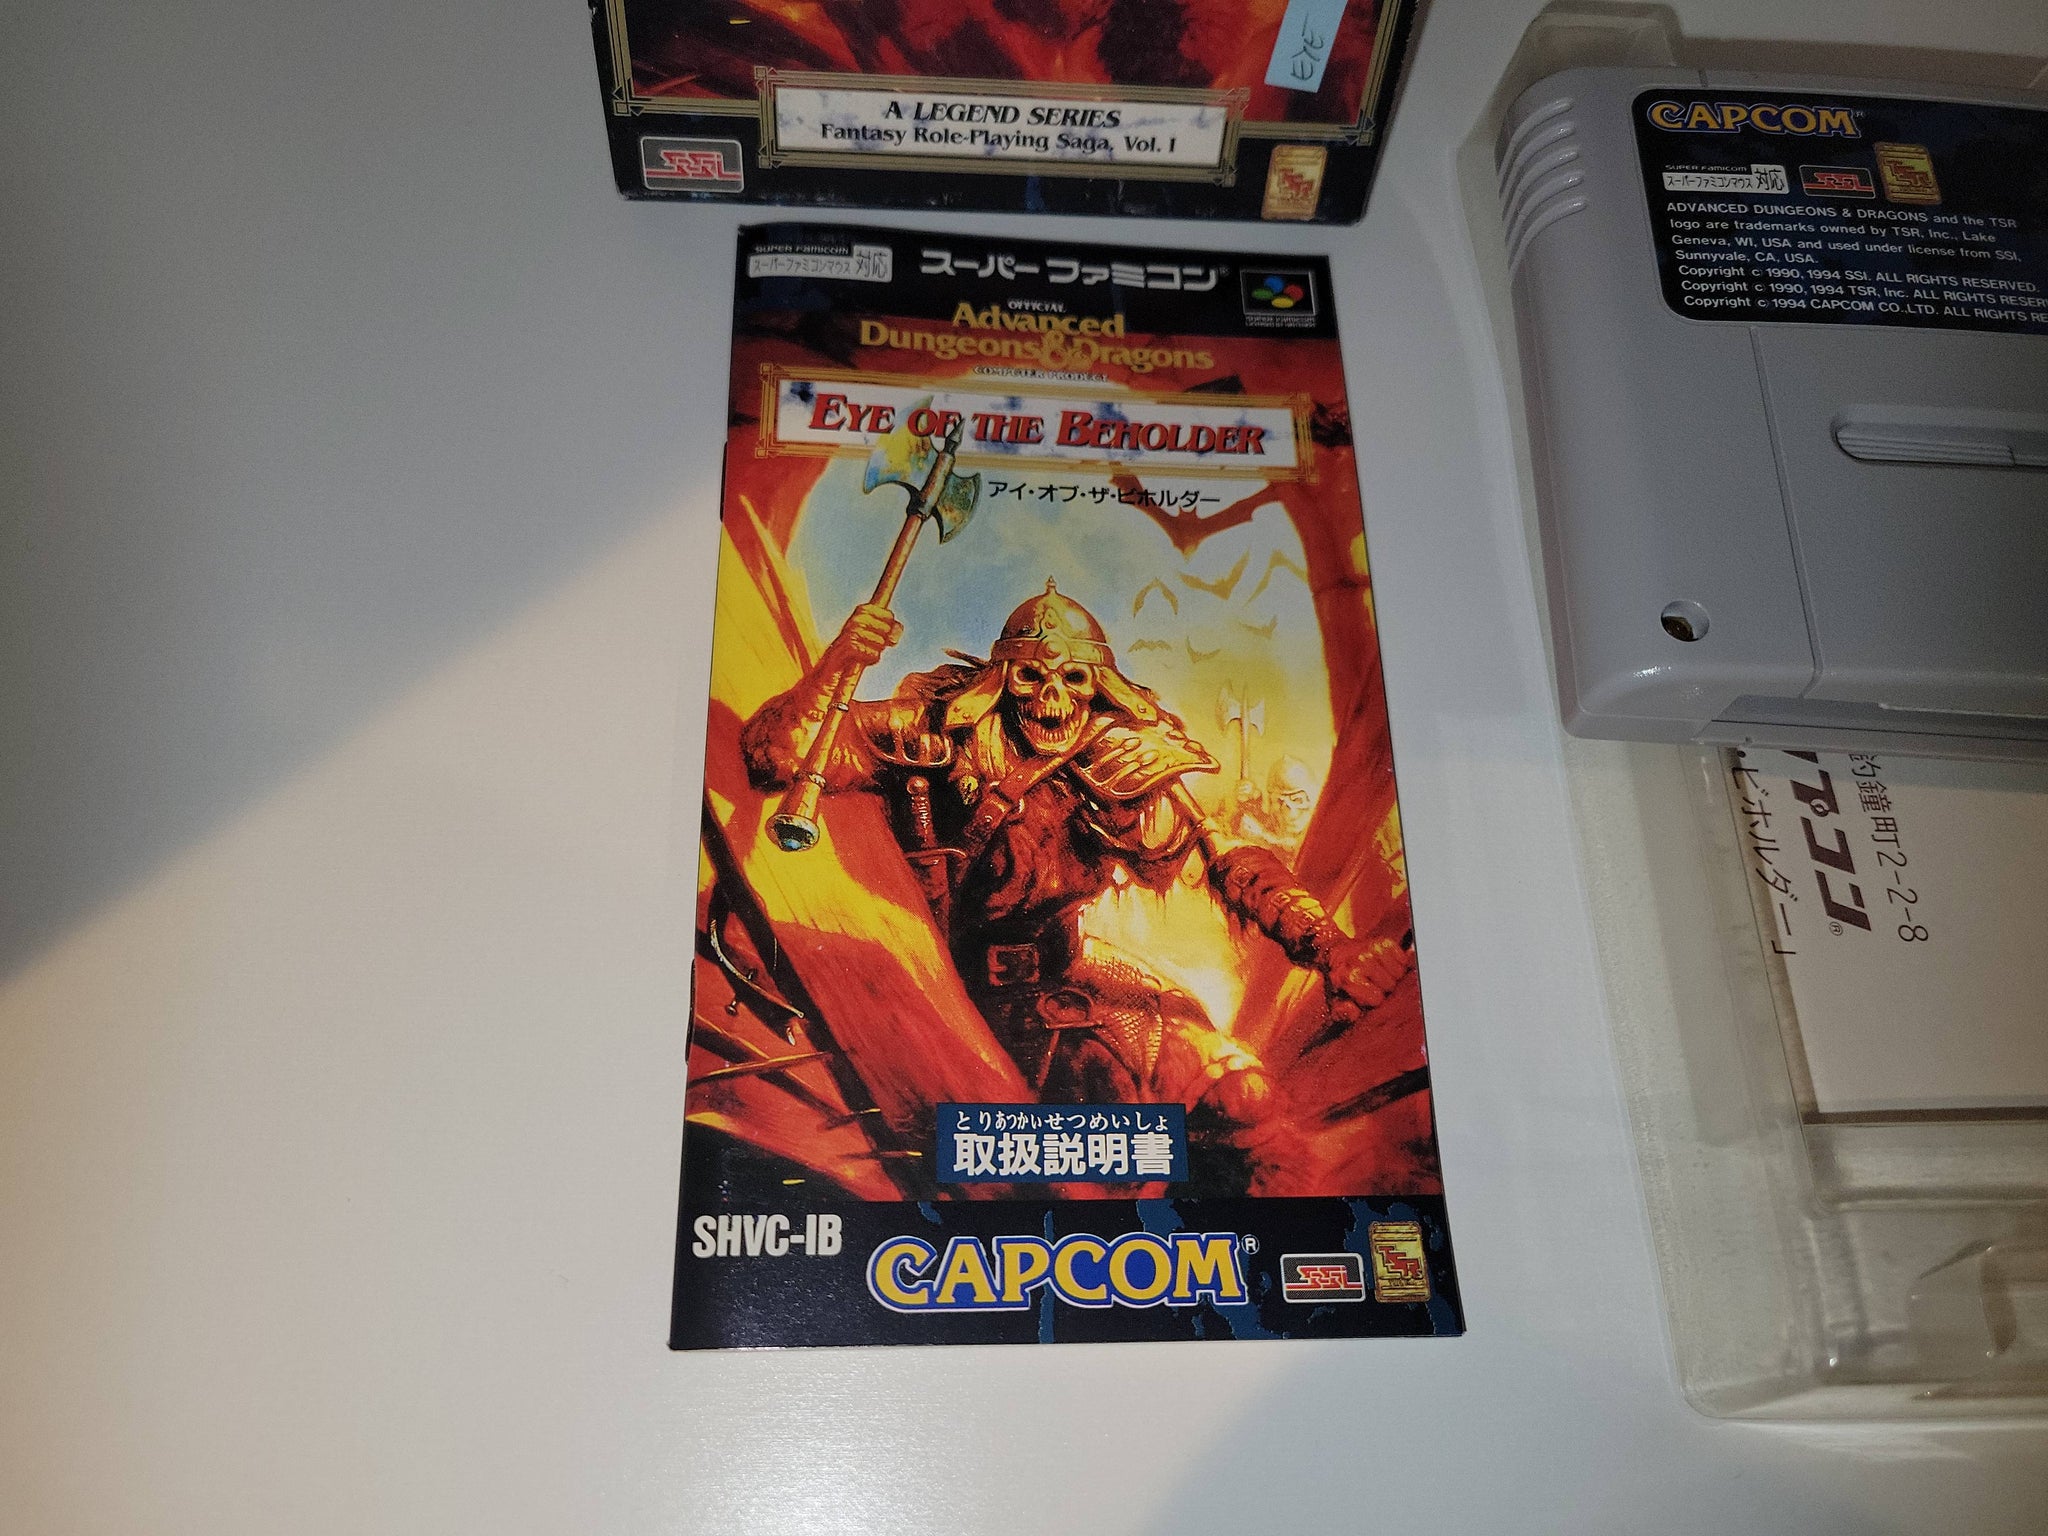 A LEGEND SERIES
Fantasy Role-Playing Saga, Vol. 1
SSI
TSR
SUPER FAMICOM
スーパーファミコンマウス対応
スーパーファミコン®
OFFICIAL
Advanced
Dungeons & Dragons
COMPUTER PRODUCT
EYE OF THE BEHOLDER
アイ・オブ・ザ・ビホルダー
とりあつかいせつめいしょ
取扱説明書
SHVC-IB
CAPCOM®
SSI
TSR
CAPCOM®
SUPER FAMICOM
スーパーファミコンマウス対応
SSI
TSR
ADVANCED DUNGEONS & DRAGONS and the TSR
logo are trademarks owned by TSR, Inc., Lake
Geneva, WI, USA and used under license from SSI,
Sunnyvale, CA, USA.
Copyright © 1990, 1994 SSI. ALL RIGHTS RESERVED.
Copyright © 1990, 1994 TSR, Inc. ALL RIGHTS RESER
Copyright © 1994 CAPCOM CO.,LTD. ALL RIGHTS RE
釣鐘町2-2-8
プコン®
・ビホルダー」